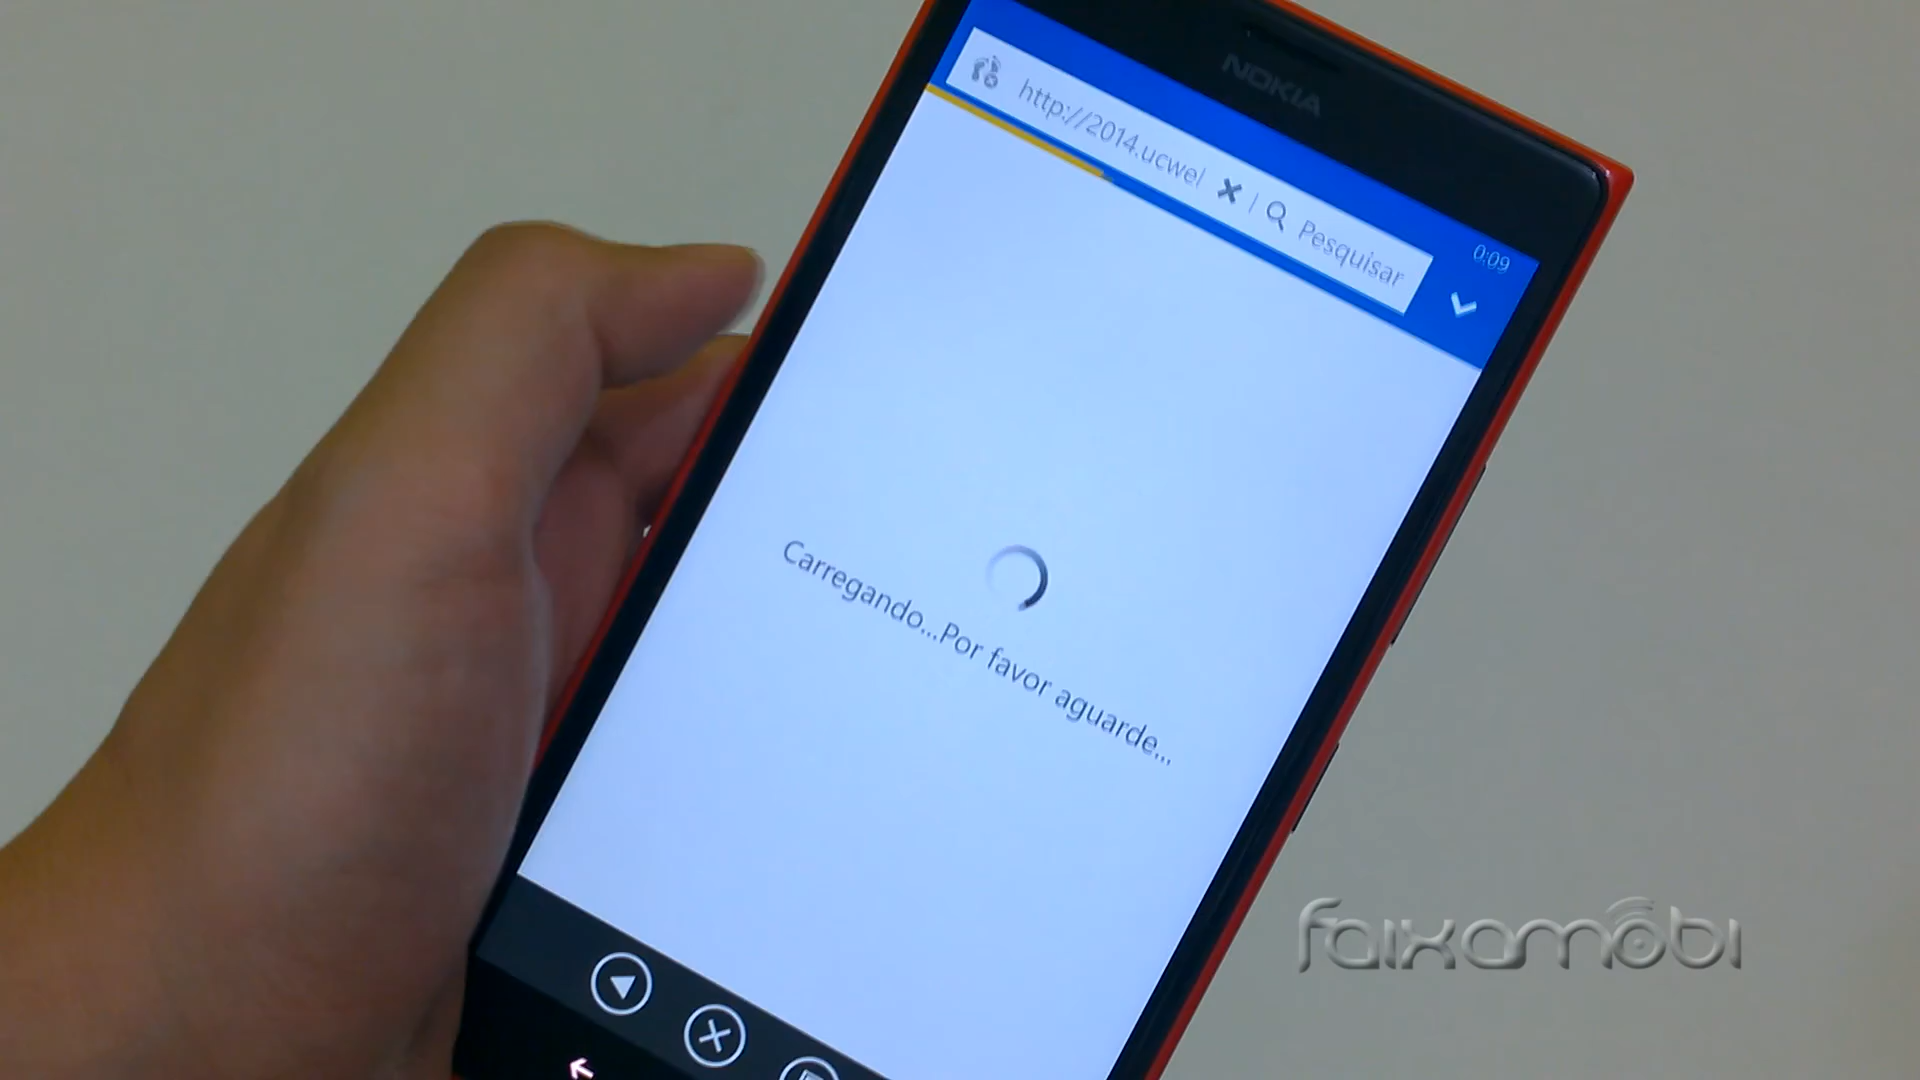 NOKIA
0:09
http://2014.ucwel
Pesquisar
Carregando...Por favor aguarde...
faixamobi